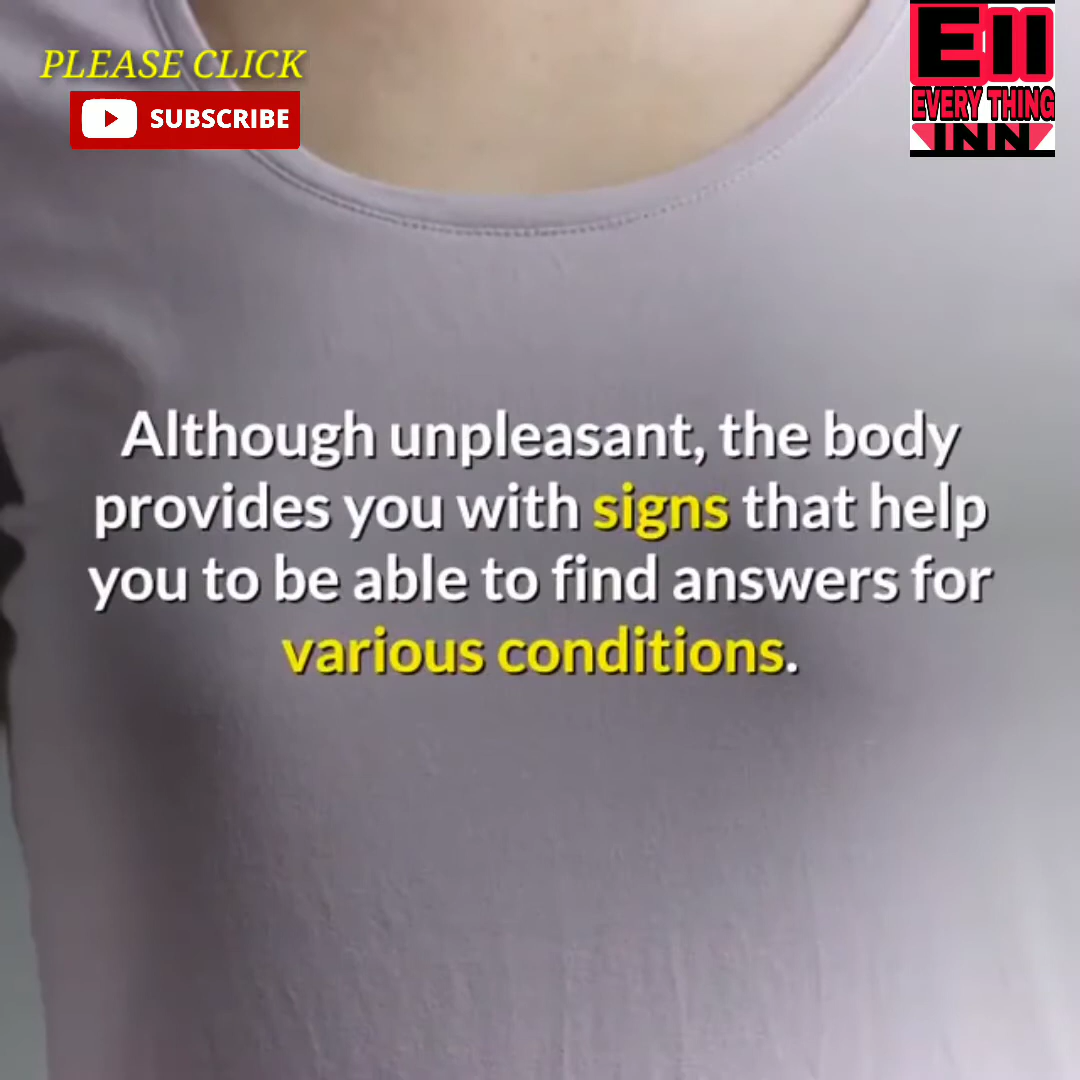 PLEASE CLICK
SUBSCRIBE
EII
EVERY THING
INN
Although unpleasant, the body
provides you with signs that help
you to be able to find answers for
various conditions.